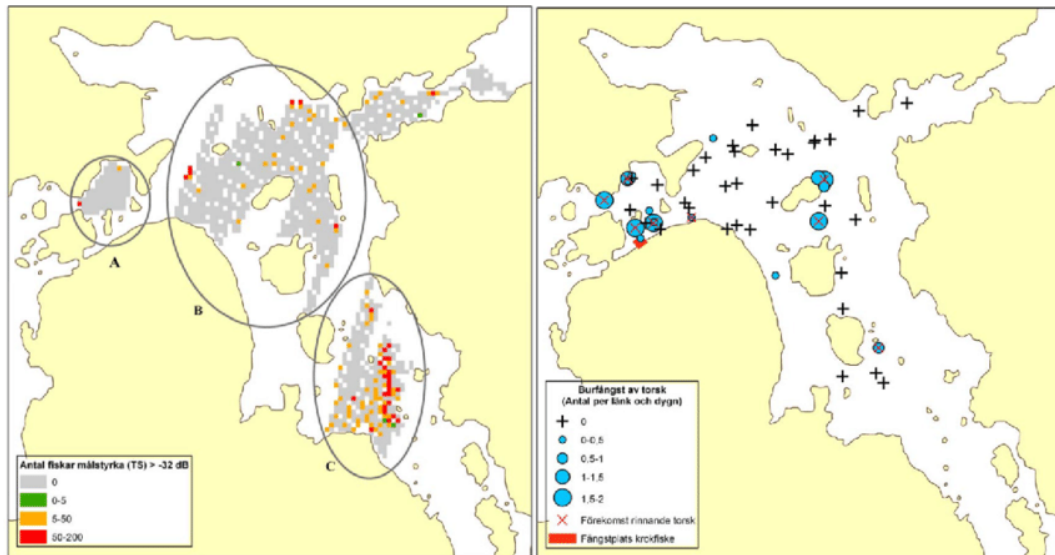 A
B
C
Antal fiskar målstyrka (TS) > -32 dB
0
0-5
5-50
50-200
Burfångst av torsk
(Antal per länk och dygn)
0
0-0,5
0,5-1
1-1,5
1,5-2
Förekomst rinnande torsk
Fångstplats krokfiske